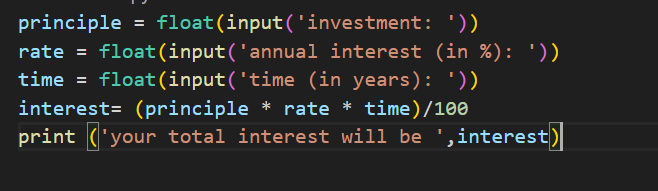 principle = float(input('investment: '))
rate = float(input('annual interest (in %): '))
time = float(input('time (in years): '))
interest= (principle * rate * time)/100
print ('your total interest will be ',interest)